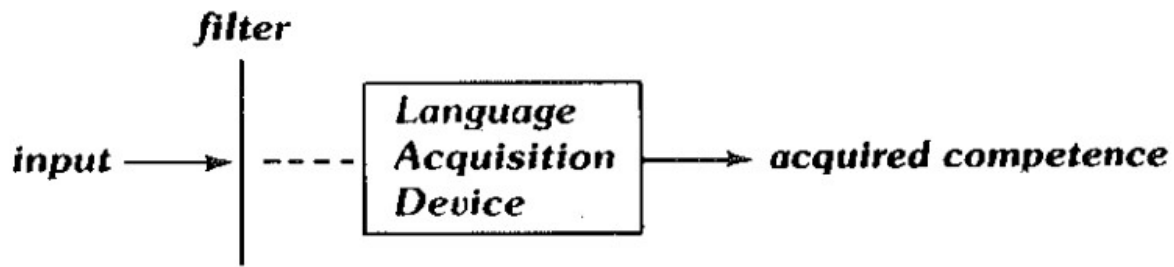 filter
input
Language
Acquisition
Device
acquired competence